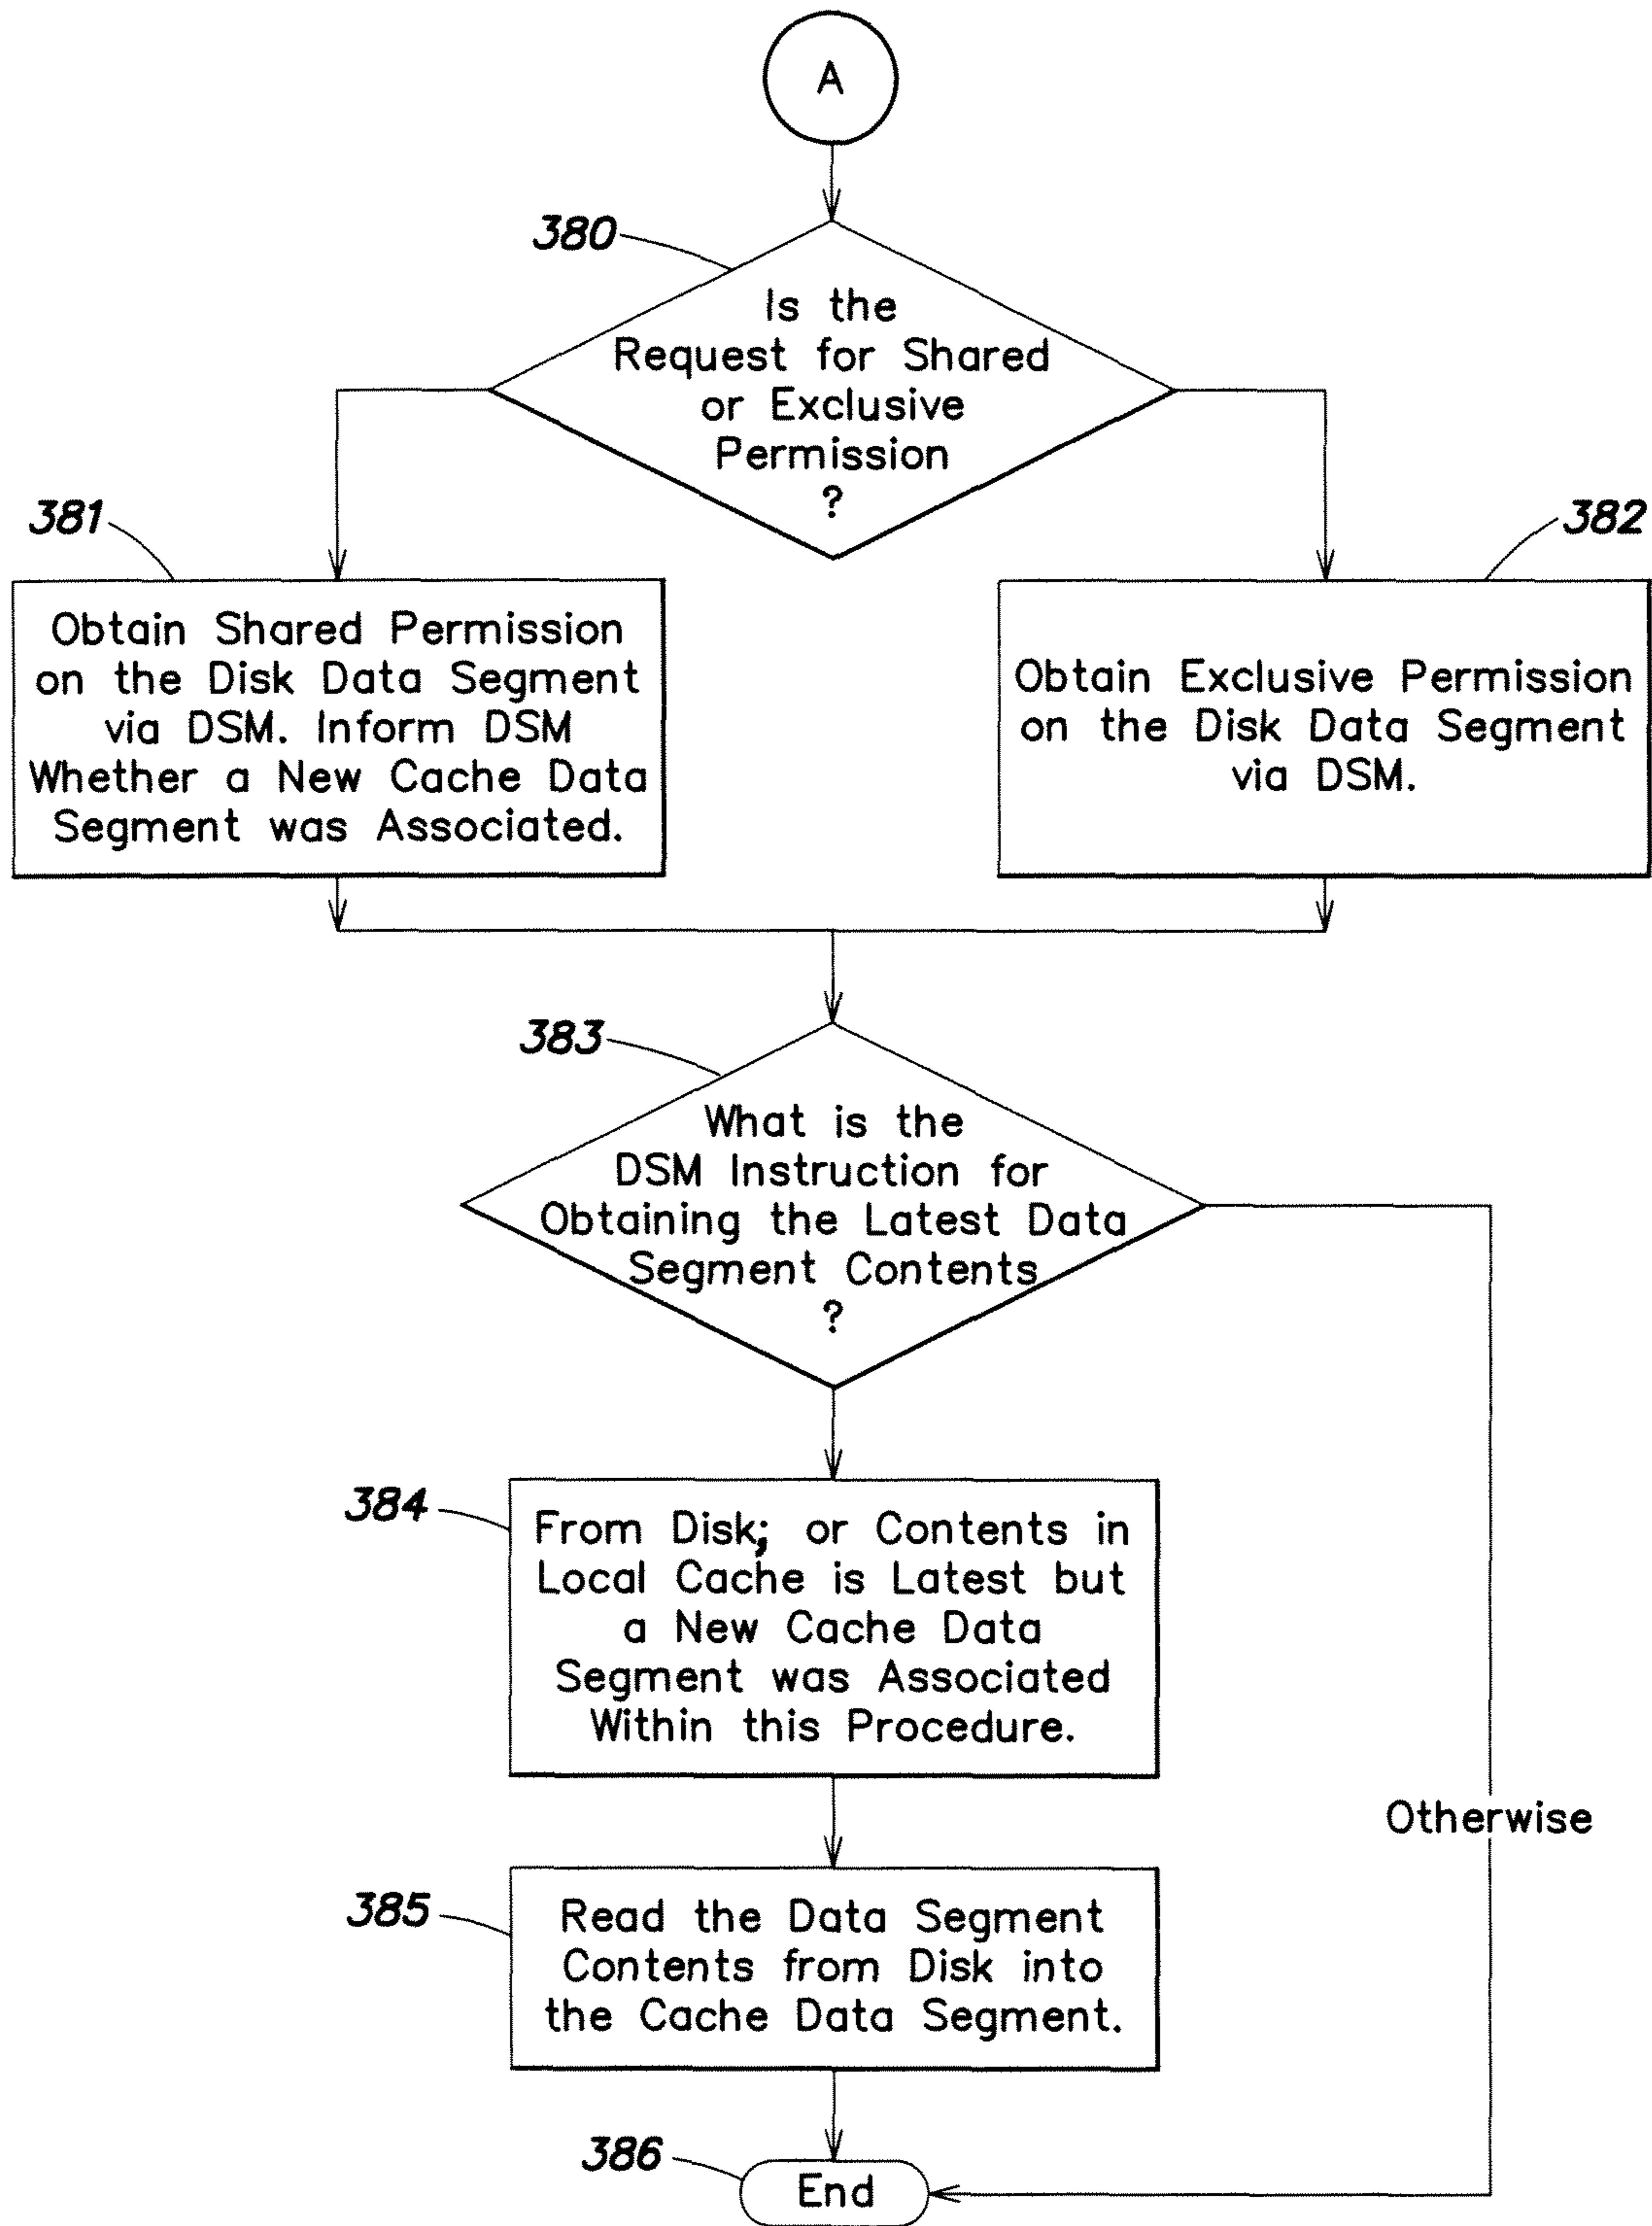 A
380
Is the
Request for Shared
or Exclusive
Permission
?
381
Obtain Shared Permission
on the Disk Data Segment
via DSM. Inform DSM
Whether a New Cache Data
Segment was Associated.
382
Obtain Exclusive Permission
on the Disk Data Segment
via DSM.
383
What is the
DSM Instruction for
Obtaining the Latest Data
Segment Contents
?
384
From Disk; or Contents in
Local Cache is Latest but
a New Cache Data
Segment was Associated
Within this Procedure.
Otherwise
385
Read the Data Segment
Contents from Disk into
the Cache Data Segment.
386
End